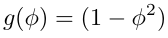 g(ϕ) = (1 − ϕ²)